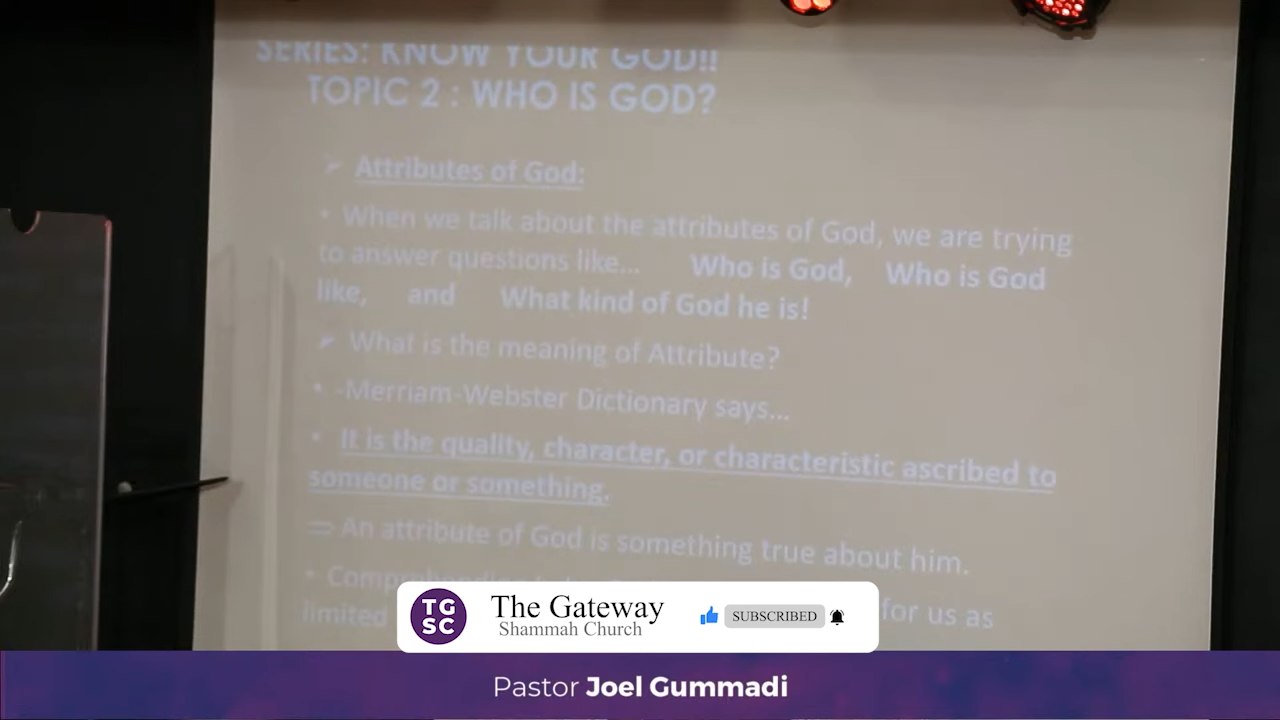 SERIES: KNOW YOUR GOD!!
TOPIC 2 : WHO IS GOD?
Attributes of God:
When we talk about the attributes of God, we are trying
to answer questions like... Who is God, Who is God
like, and What kind of God he is!
What is the meaning of Attribute?
-Merriam-Webster Dictionary says...
It is the quality, character, or characteristic ascribed to
someone or something.
⇒ An attribute of God is something true about him.
for us as
limited
TG
SC
The Gateway
Shammah Church
SUBSCRIBED
Pastor Joel Gummadi